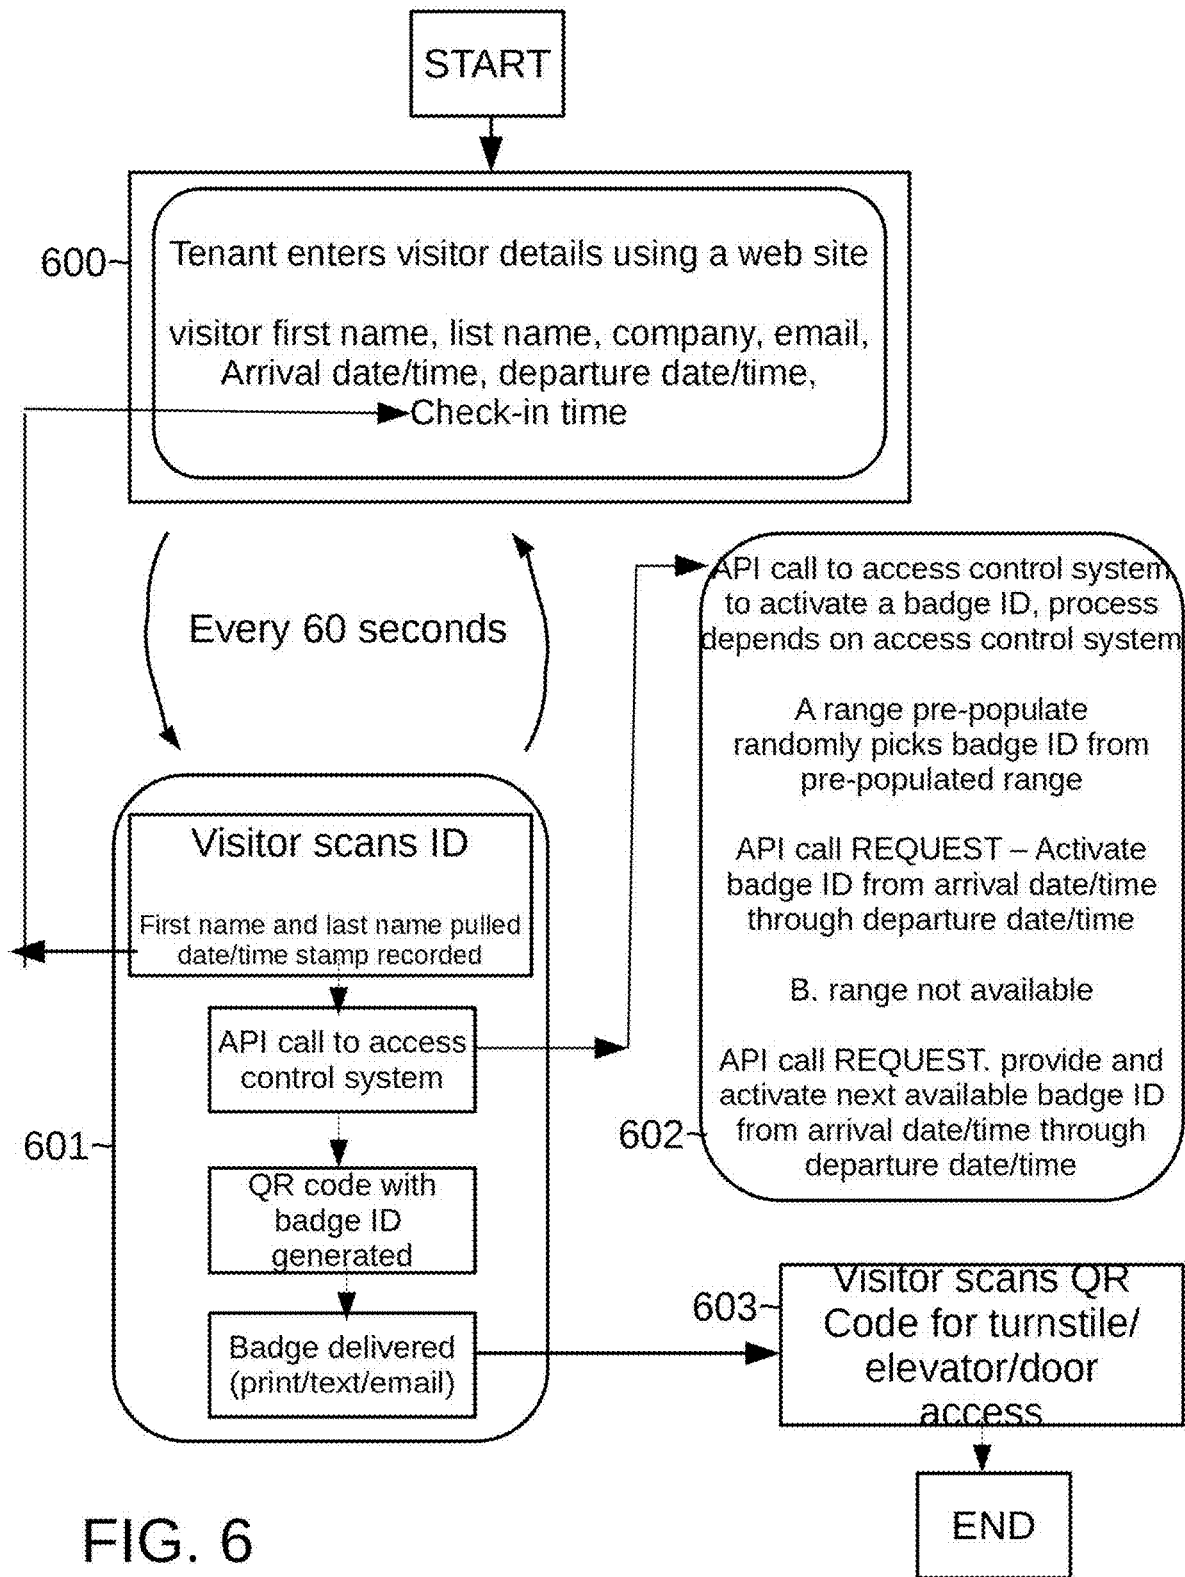 START
600
Tenant enters visitor details using a web site
visitor first name, list name, company, email,
Arrival date/time, departure date/time,
Check-in time
Every 60 seconds
API call to access control system
to activate a badge ID, process
depends on access control system
A range pre-populate
randomly picks badge ID from
pre-populated range
API call REQUEST – Activate
badge ID from arrival date/time
through departure date/time
B. range not available
API call REQUEST. provide and
activate next available badge ID
from arrival date/time through
departure date/time
602
Visitor scans ID
First name and last name pulled
date/time stamp recorded
API call to access
control system
601
QR code with
badge ID
generated
Badge delivered
(print/text/email)
603
Visitor scans QR
Code for turnstile/
elevator/door
access
END
FIG. 6